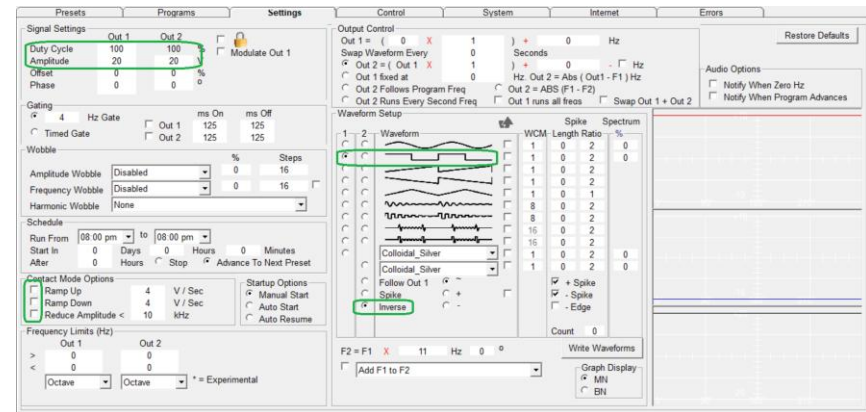 Presets Programs Settings Control System Internet Errors
Signal Settings
Out 1 Out 2
Duty Cycle 100 100 %
Modulate Out 1
Amplitude 20 20 V
Offset 0 0 %
Phase 0 0 °
Gating
4 Hz Gate
ms On ms Off
Out 1 125 125
Timed Gate
Out 2 125 125
Wobble
% Steps
Amplitude Wobble Disabled 0 16
Frequency Wobble Disabled 0 16
Harmonic Wobble None
Schedule
Run From 08:00 pm to 08:00 pm
Start In 0 Days 0 Hours 0 Minutes
After 0 Hours Stop Advance To Next Preset
Contact Mode Options
Ramp Up 4 V / Sec
Ramp Down 4 V / Sec
Reduce Amplitude < 10 kHz
Startup Options
Manual Start
Auto Start
Auto Resume
Frequency Limits (Hz)
Out 1 Out 2
> 0 0
< 0 0
Octave Octave * = Experimental
Output Control
Out 1 = ( 0 X 1 ) + 0 Hz
Swap Waveform Every 0 Seconds
Out 2 = ( Out 1 X 1 ) + 0 - Hz
Out 1 fixed at 0 Hz. Out 2 = Abs ( Out1 - F1 ) Hz
Out 2 Follows Program Freq Out 2 = ABS (F1 - F2)
Out 2 Runs Every Second Freq Out 1 runs all freqs Swap Out 1 + Out 2
Restore Defaults
Audio Options
Notify When Zero Hz
Notify When Program Advances
Waveform Setup
Spike Spectrum
1 2 Waveform WCM Length Ratio %
1 0 2 0
1 0 2 0
1 0 2
1 0 2
1 0 1
8 0 2
8 0 2
16 0 2
16 0 2
Colloidal_Silver 1 0 2 0
Colloidal_Silver 1 0 2 0
Follow Out 1 ~
Spike +
Inverse -
+ Spike
- Spike
- Edge
Count 0
F2 = F1 X 11 Hz 0 °
Write Waveforms
Add F1 to F2
Graph Display
MN
BN